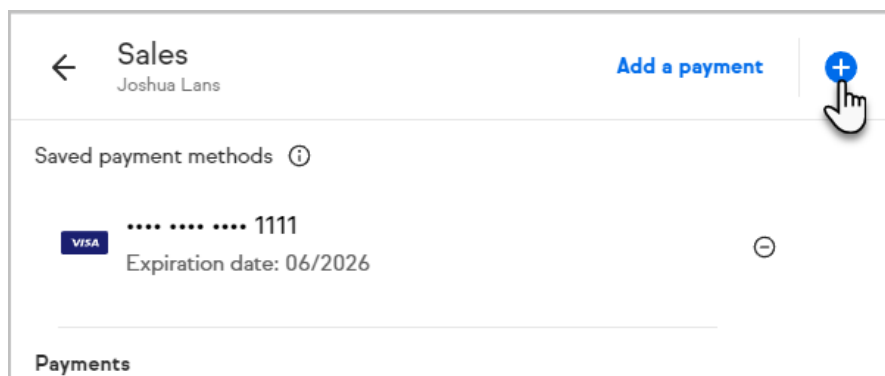 Sales
Joshua Lans
Add a payment
Saved payment methods
VISA
•••• •••• •••• 1111
Expiration date: 06/2026
Payments